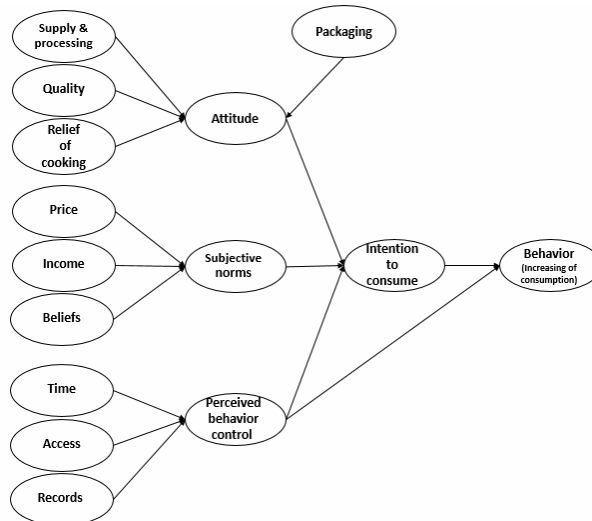 Supply &
processing
Packaging
Quality
Attitude
Relief
of
cooking
Price
Income
Subjective
norms
Intention
to
consume
Behavior
(Increasing of
consumption)
Beliefs
Time
Perceived
behavior
control
Access
Records